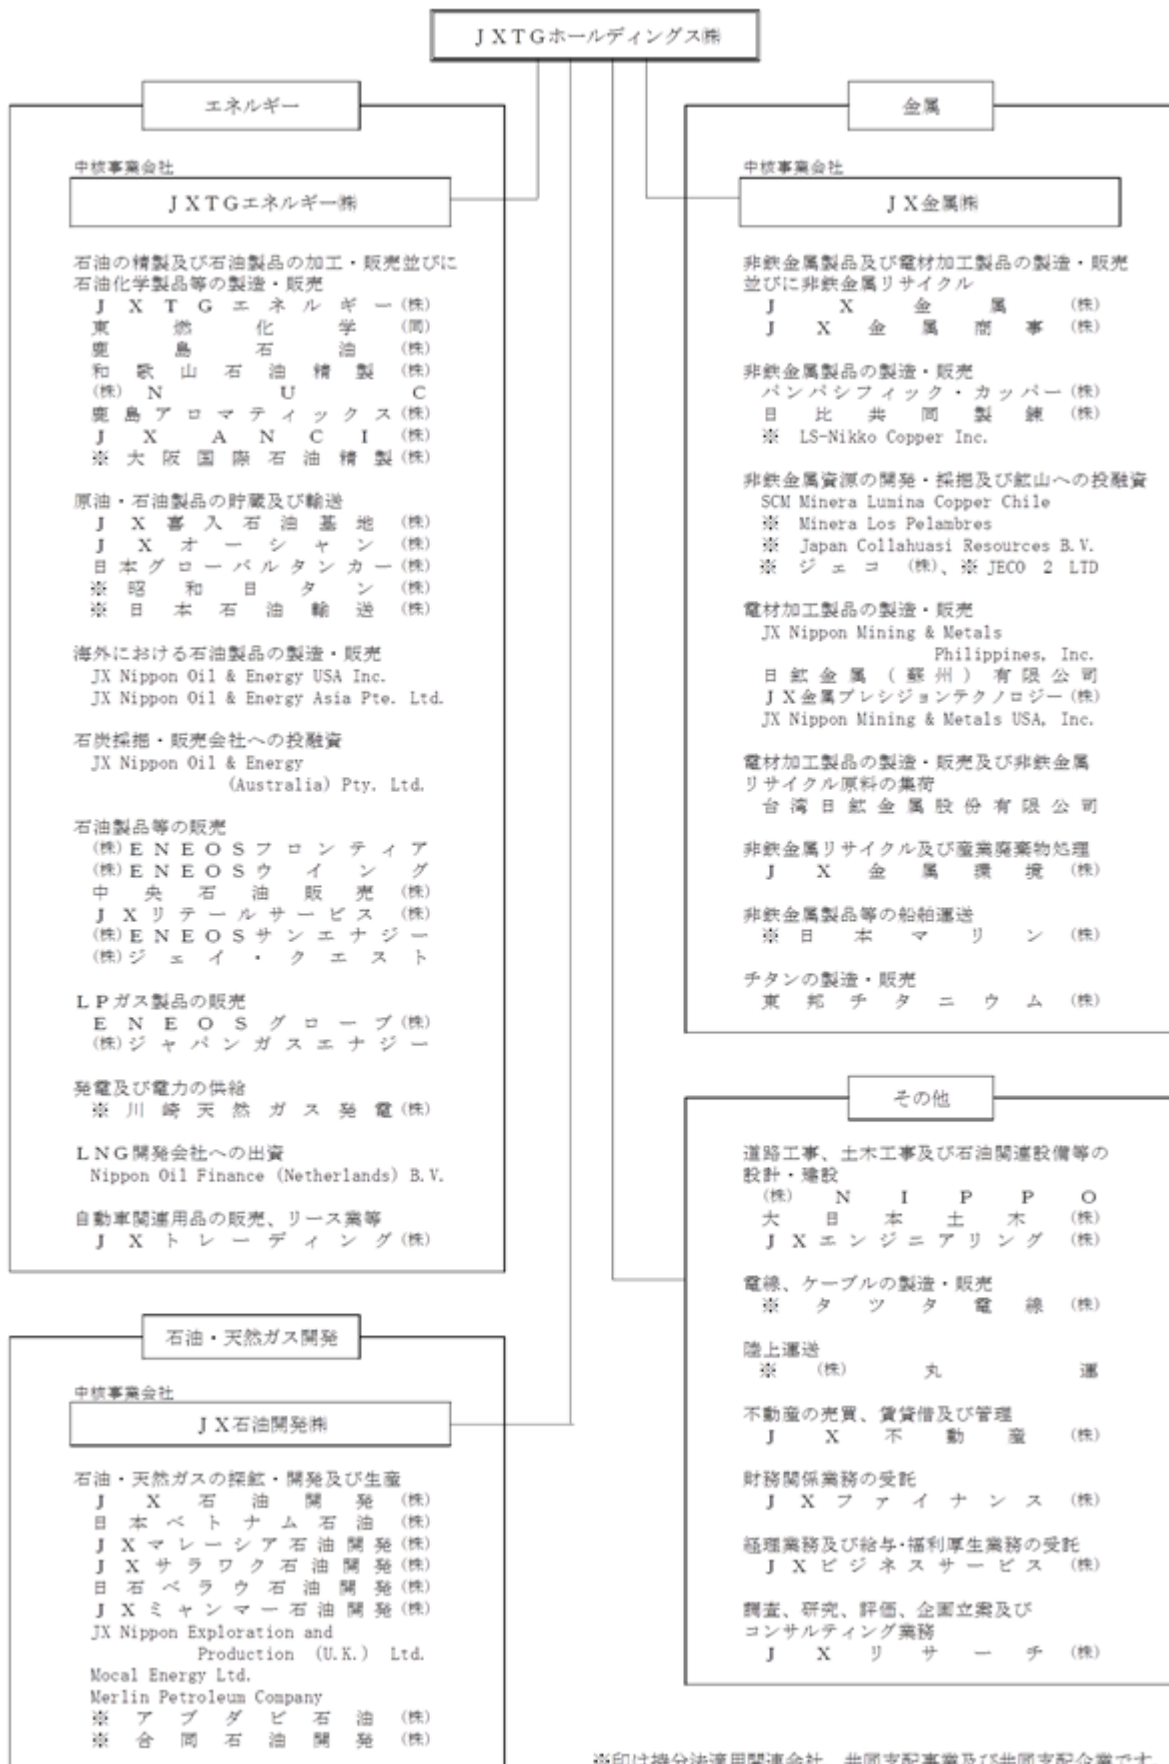 ＪＸＴＧホールディングス㈱
エネルギー
中核事業会社
ＪＸＴＧエネルギー㈱
石油の精製及び石油製品の加工・販売並びに
石油化学製品等の製造・販売
ＪＸＴＧエネルギー(株)
東燃化学(同)
鹿島石油(株)
和歌山石油精製(株)
(株)ＮＵＣ
鹿島アロマティックス(株)
ＪＸ ＡＮＣＩ(株)
※大阪国際石油精製(株)
原油・石油製品の貯蔵及び輸送
ＪＸ喜入石油基地(株)
ＪＸオーシャン(株)
日本グローバルタンカー(株)
※昭和日タン(株)
※日本石油輸送(株)
海外における石油製品の製造・販売
JX Nippon Oil & Energy USA Inc.
JX Nippon Oil & Energy Asia Pte. Ltd.
石炭採掘・販売会社への投融資
JX Nippon Oil & Energy
(Australia) Pty. Ltd.
石油製品等の販売
(株)ＥＮＥＯＳフロンティア
(株)ＥＮＥＯＳウイング
中央石油販売(株)
ＪＸリテールサービス(株)
(株)ＥＮＥＯＳサンエナジー
(株)ジェイ・クエスト
ＬＰガス製品の販売
ＥＮＥＯＳグローブ(株)
(株)ジャパンガスエナジー
発電及び電力の供給
※川崎天然ガス発電(株)
ＬＮＧ開発会社への出資
Nippon Oil Finance (Netherlands) B.V.
自動車関連用品の販売、リース業等
ＪＸトレーディング(株)
石油・天然ガス開発
中核事業会社
ＪＸ石油開発㈱
石油・天然ガスの探鉱・開発及び生産
ＪＸ石油開発(株)
日本ベトナム石油(株)
ＪＸマレーシア石油開発(株)
ＪＸサラワク石油開発(株)
日石ベラウ石油開発(株)
ＪＸミャンマー石油開発(株)
JX Nippon Exploration and
Production (U.K.) Ltd.
Mocal Energy Ltd.
Merlin Petroleum Company
※アブダビ石油(株)
※合同石油開発(株)
金属
中核事業会社
ＪＸ金属㈱
非鉄金属製品及び電材加工製品の製造・販売
並びに非鉄金属リサイクル
ＪＸ金属(株)
ＪＸ金属商事(株)
非鉄金属製品の製造・販売
パンパシフィック・カッパー(株)
日比共同製錬(株)
※ LS-Nikko Copper Inc.
非鉄金属資源の開発・採掘及び鉱山への投融資
SCM Minera Lumina Copper Chile
※ Minera Los Pelambres
※ Japan Collahuasi Resources B.V.
※ジェコ(株)、※JECO 2 LTD
電材加工製品の製造・販売
JX Nippon Mining & Metals
Philippines, Inc.
日鉱金属（蘇州）有限公司
ＪＸ金属プレシジョンテクノロジー(株)
JX Nippon Mining & Metals USA, Inc.
電材加工製品の製造・販売及び非鉄金属
リサイクル原料の集荷
台湾日鉱金属股份有限公司
非鉄金属リサイクル及び産業廃棄物処理
ＪＸ金属環境(株)
非鉄金属製品等の船舶運送
※日本マリン(株)
チタンの製造・販売
東邦チタニウム(株)
その他
道路工事、土木工事及び石油関連設備等の
設計・建設
(株)ＮＩＰＰＯ
大日本土木(株)
ＪＸエンジニアリング(株)
電線、ケーブルの製造・販売
※タツタ電線(株)
陸上運送
※(株)丸運
不動産の売買、賃貸借及び管理
ＪＸ不動産(株)
財務関係業務の受託
ＪＸファイナンス(株)
経理業務及び給与・福利厚生業務の受託
ＪＸビジネスサービス(株)
調査、研究、評価、企画立案及び
コンサルティング業務
ＪＸリサーチ(株)
※印は持分法適用関連会社、共同支配事業及び共同支配企業です